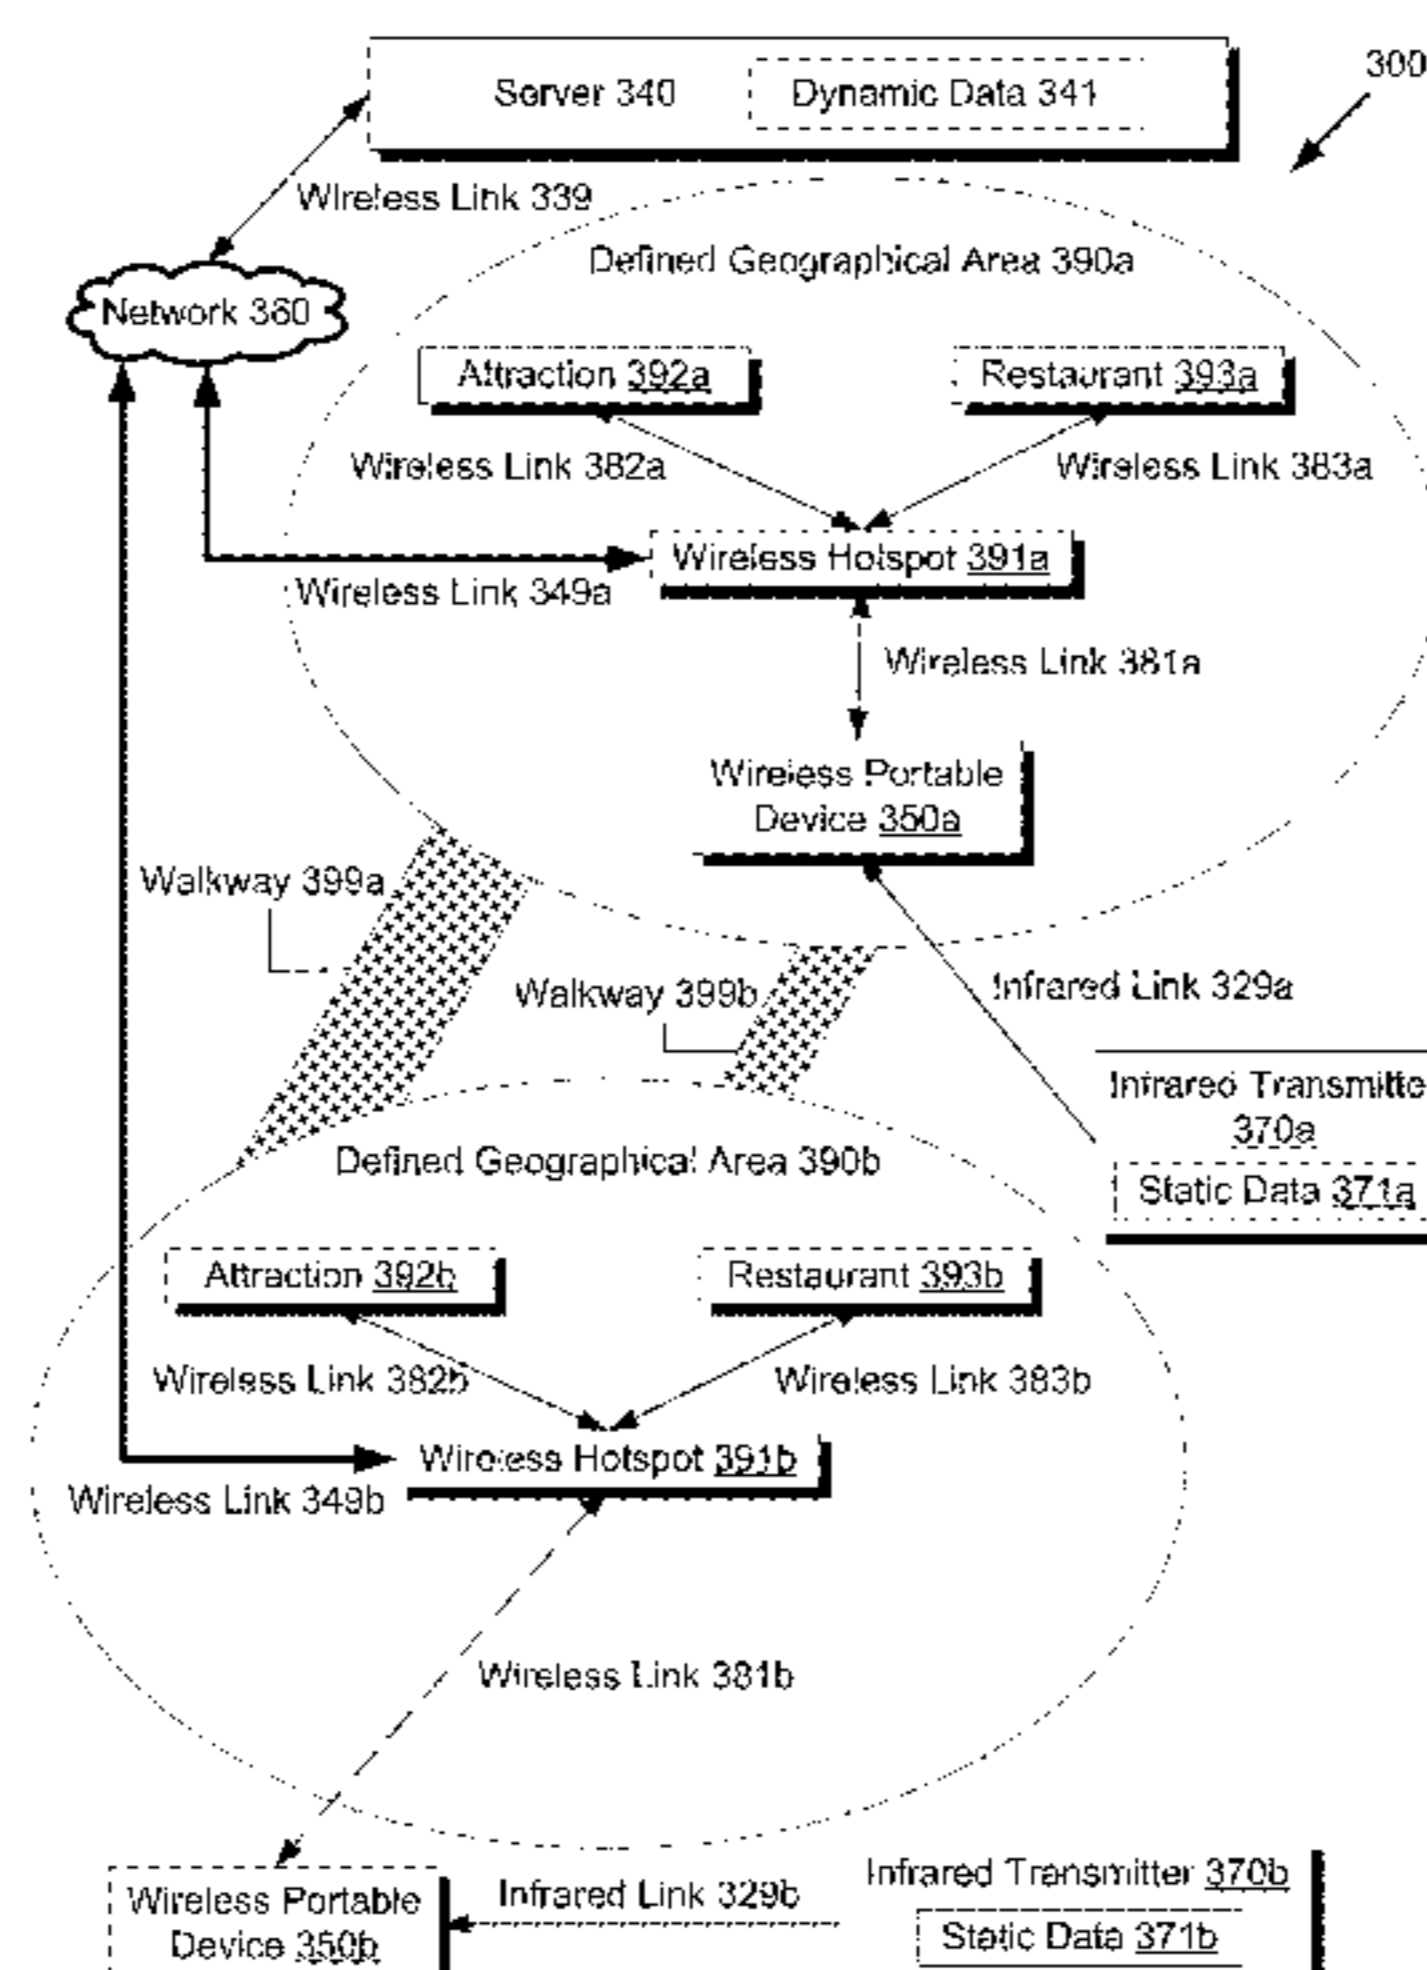 Server 340
Dynamic Data 341
300
Wireless Link 339
Defined Geographical Area 390a
Network 360
Attraction 392a
Restaurant 393a
Wireless Link 382a
Wireless Link 383a
Wireless Hotspot 391a
Wireless Link 349a
Wireless Link 381a
Wireless Portable
Device 350a
Walkway 399a
Walkway 399b
Infrared Link 329a
Infrared Transmitte
370a
Static Data 371a
Defined Geographical Area 390b
Attraction 392b
Restaurant 393b
Wireless Link 382b
Wireless Link 383b
Wireless Hotspot 391b
Wireless Link 349b
Wireless Link 381b
Infrared Transmitter 370b
Wireless Portable
Device 350b
Infrared Link 329b
Static Data 371b